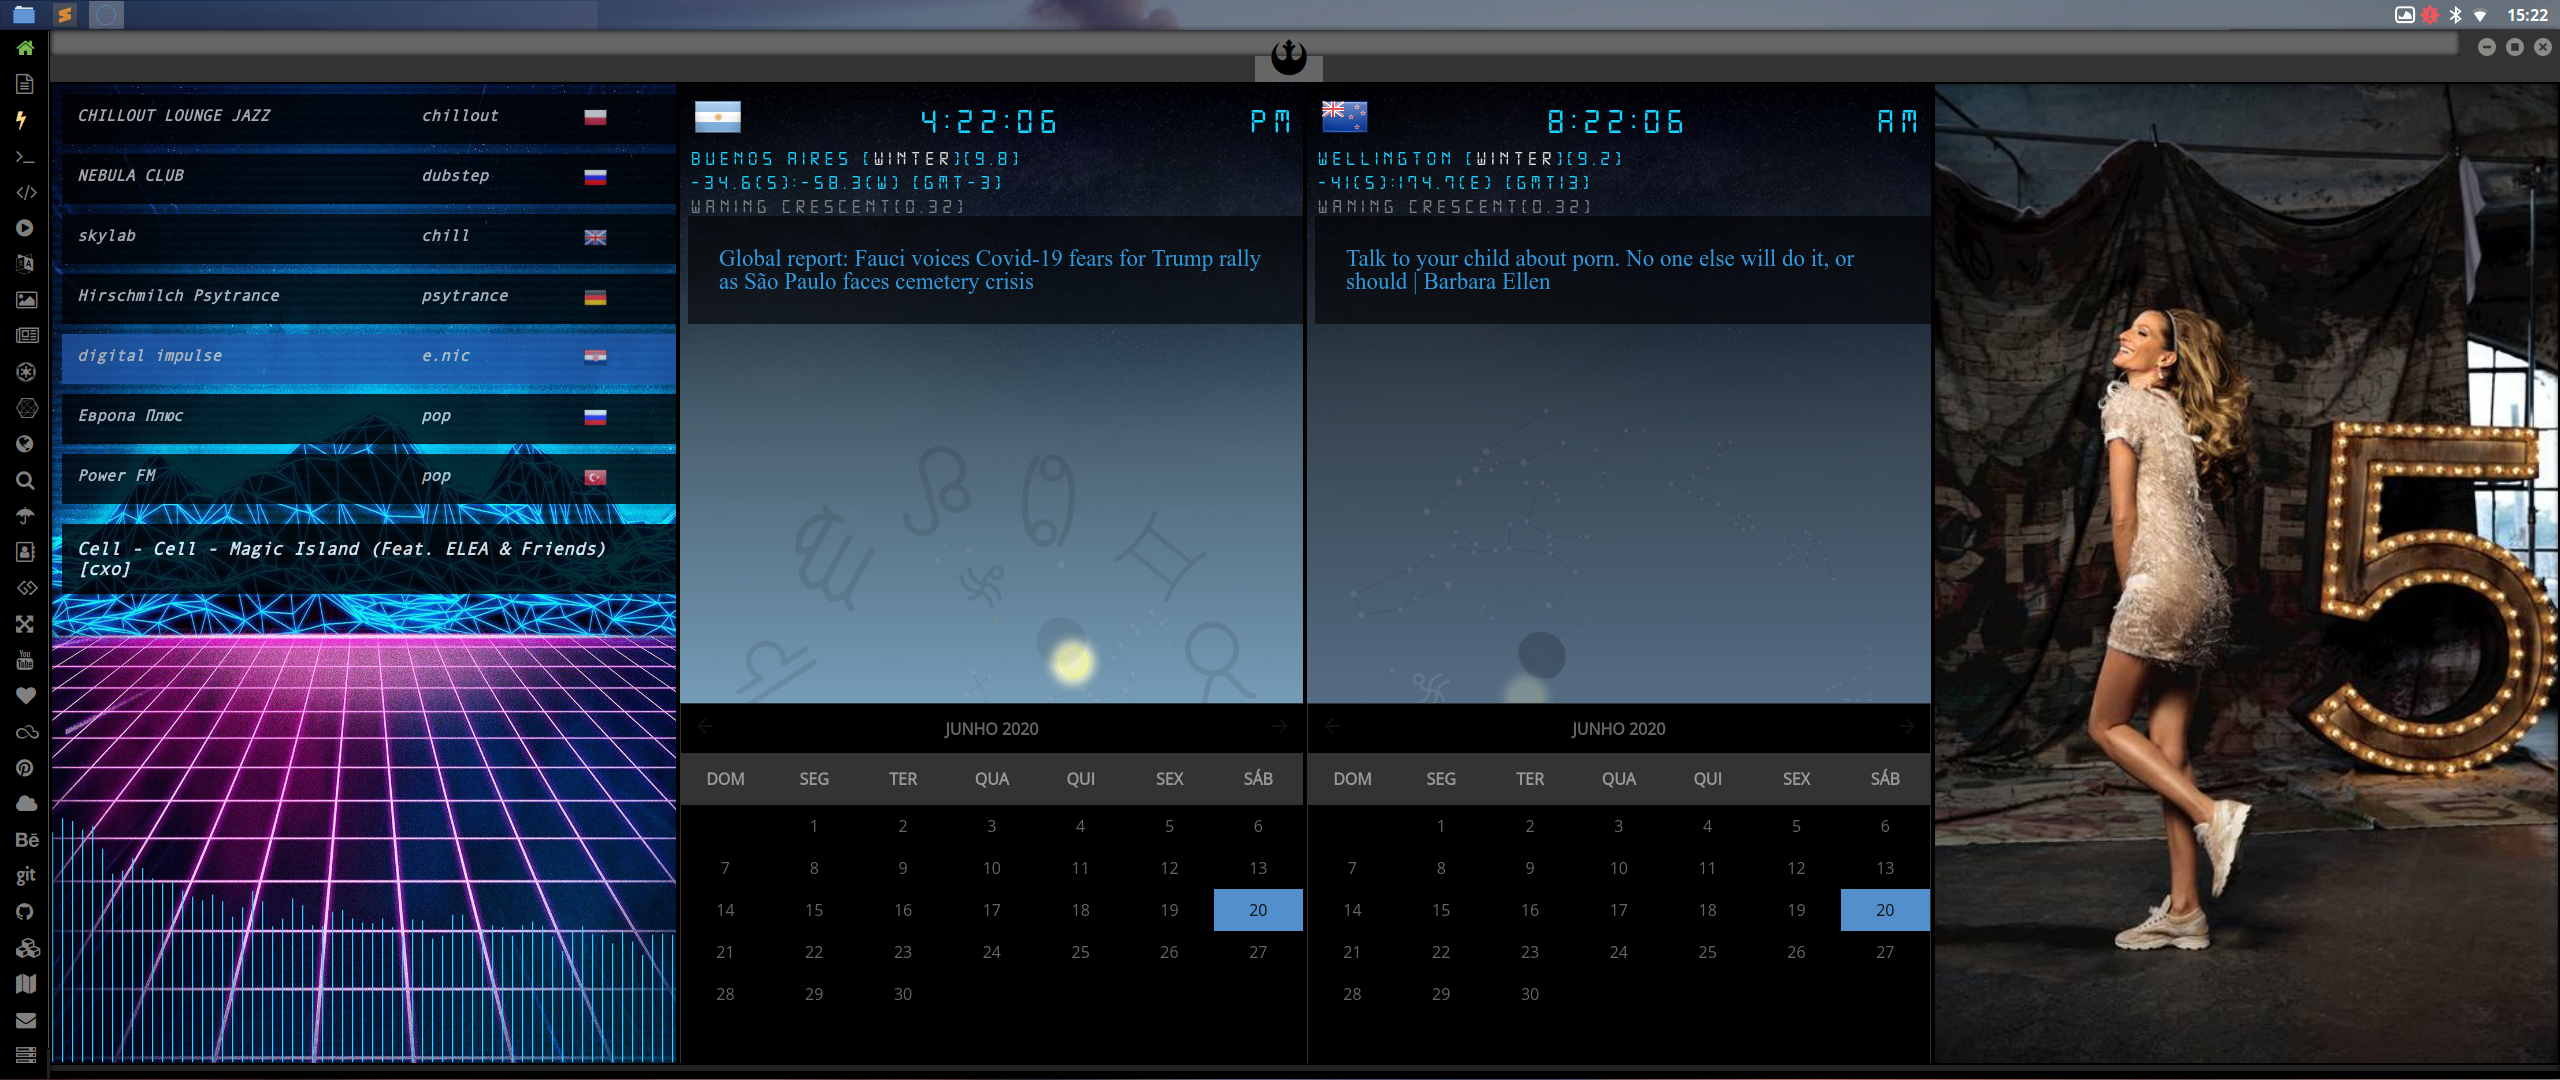 15:22
CHILLOUT LOUNGE JAZZ chillout
NEBULA CLUB dubstep
skylab chill
Hirschmilch Psytrance psytrance
digital impulse e.nic
Европа Плюс pop
Power FM pop
Cell - Cell - Magic Island (Feat. ELEA & Friends)
[cxo]
4:22:06 PM
BUENOS AIRES [WINTER][9.8]
-34.6(S):-58.3(W) [GMT-3]
WANING CRESCENT[0.32]
Global report: Fauci voices Covid-19 fears for Trump rally
as São Paulo faces cemetery crisis
JUNHO 2020
DOM SEG TER QUA QUI SEX SÁB
1 2 3 4 5 6
7 8 9 10 11 12 13
14 15 16 17 18 19 20
21 22 23 24 25 26 27
28 29 30
8:22:06 AM
WELLINGTON [WINTER][9.2]
-41(S):174.7(E) [GMT13]
WANING CRESCENT[0.32]
Talk to your child about porn. No one else will do it, or
should | Barbara Ellen
JUNHO 2020
DOM SEG TER QUA QUI SEX SÁB
1 2 3 4 5 6
7 8 9 10 11 12 13
14 15 16 17 18 19 20
21 22 23 24 25 26 27
28 29 30
5
You
Tube
Bē
git